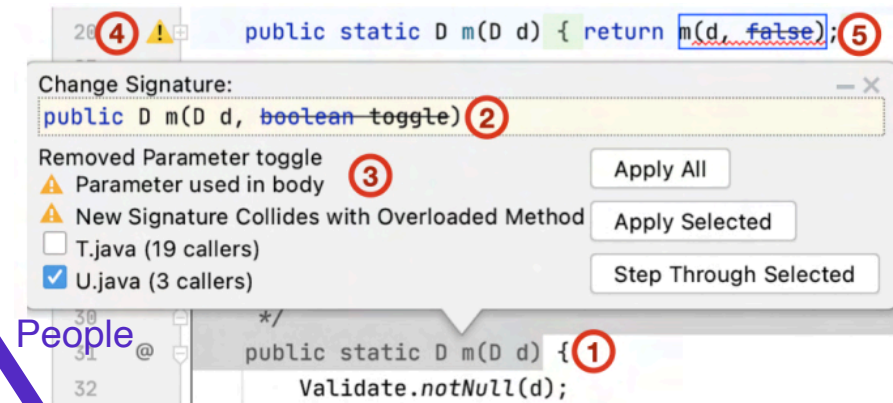 28 4 public static D m(D d) { return m(d, false); 5
Change Signature:
public D m(D d, boolean toggle) 2
Removed Parameter toggle
Parameter used in body 3
New Signature Collides with Overloaded Method
T.java (19 callers)
U.java (3 callers)
Apply All
Apply Selected
Step Through Selected
30 */
People
31 @ public static D m(D d) { 1
32 Validate.notNull(d);